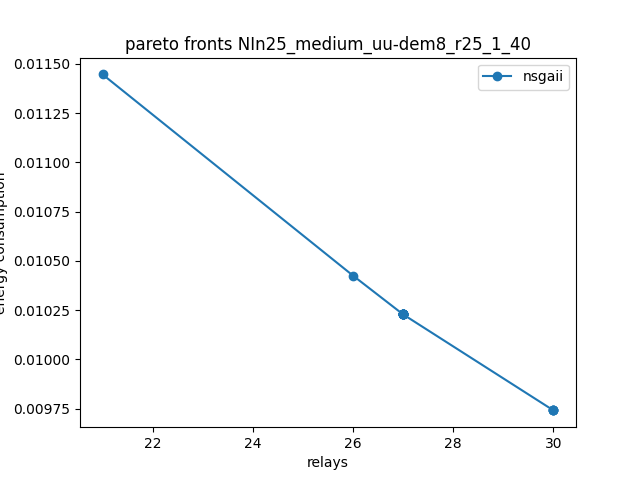 pareto fronts NIn25_medium_uu-dem8_r25_1_40
nsgaii
0.01150
0.01125
0.01100
0.01075
0.01050
0.01025
0.01000
0.00975
energy consumption
22 24 26 28 30
relays